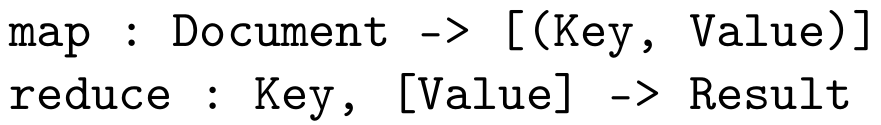 map : Document -> [(Key, Value)]
reduce : Key, [Value] -> Result